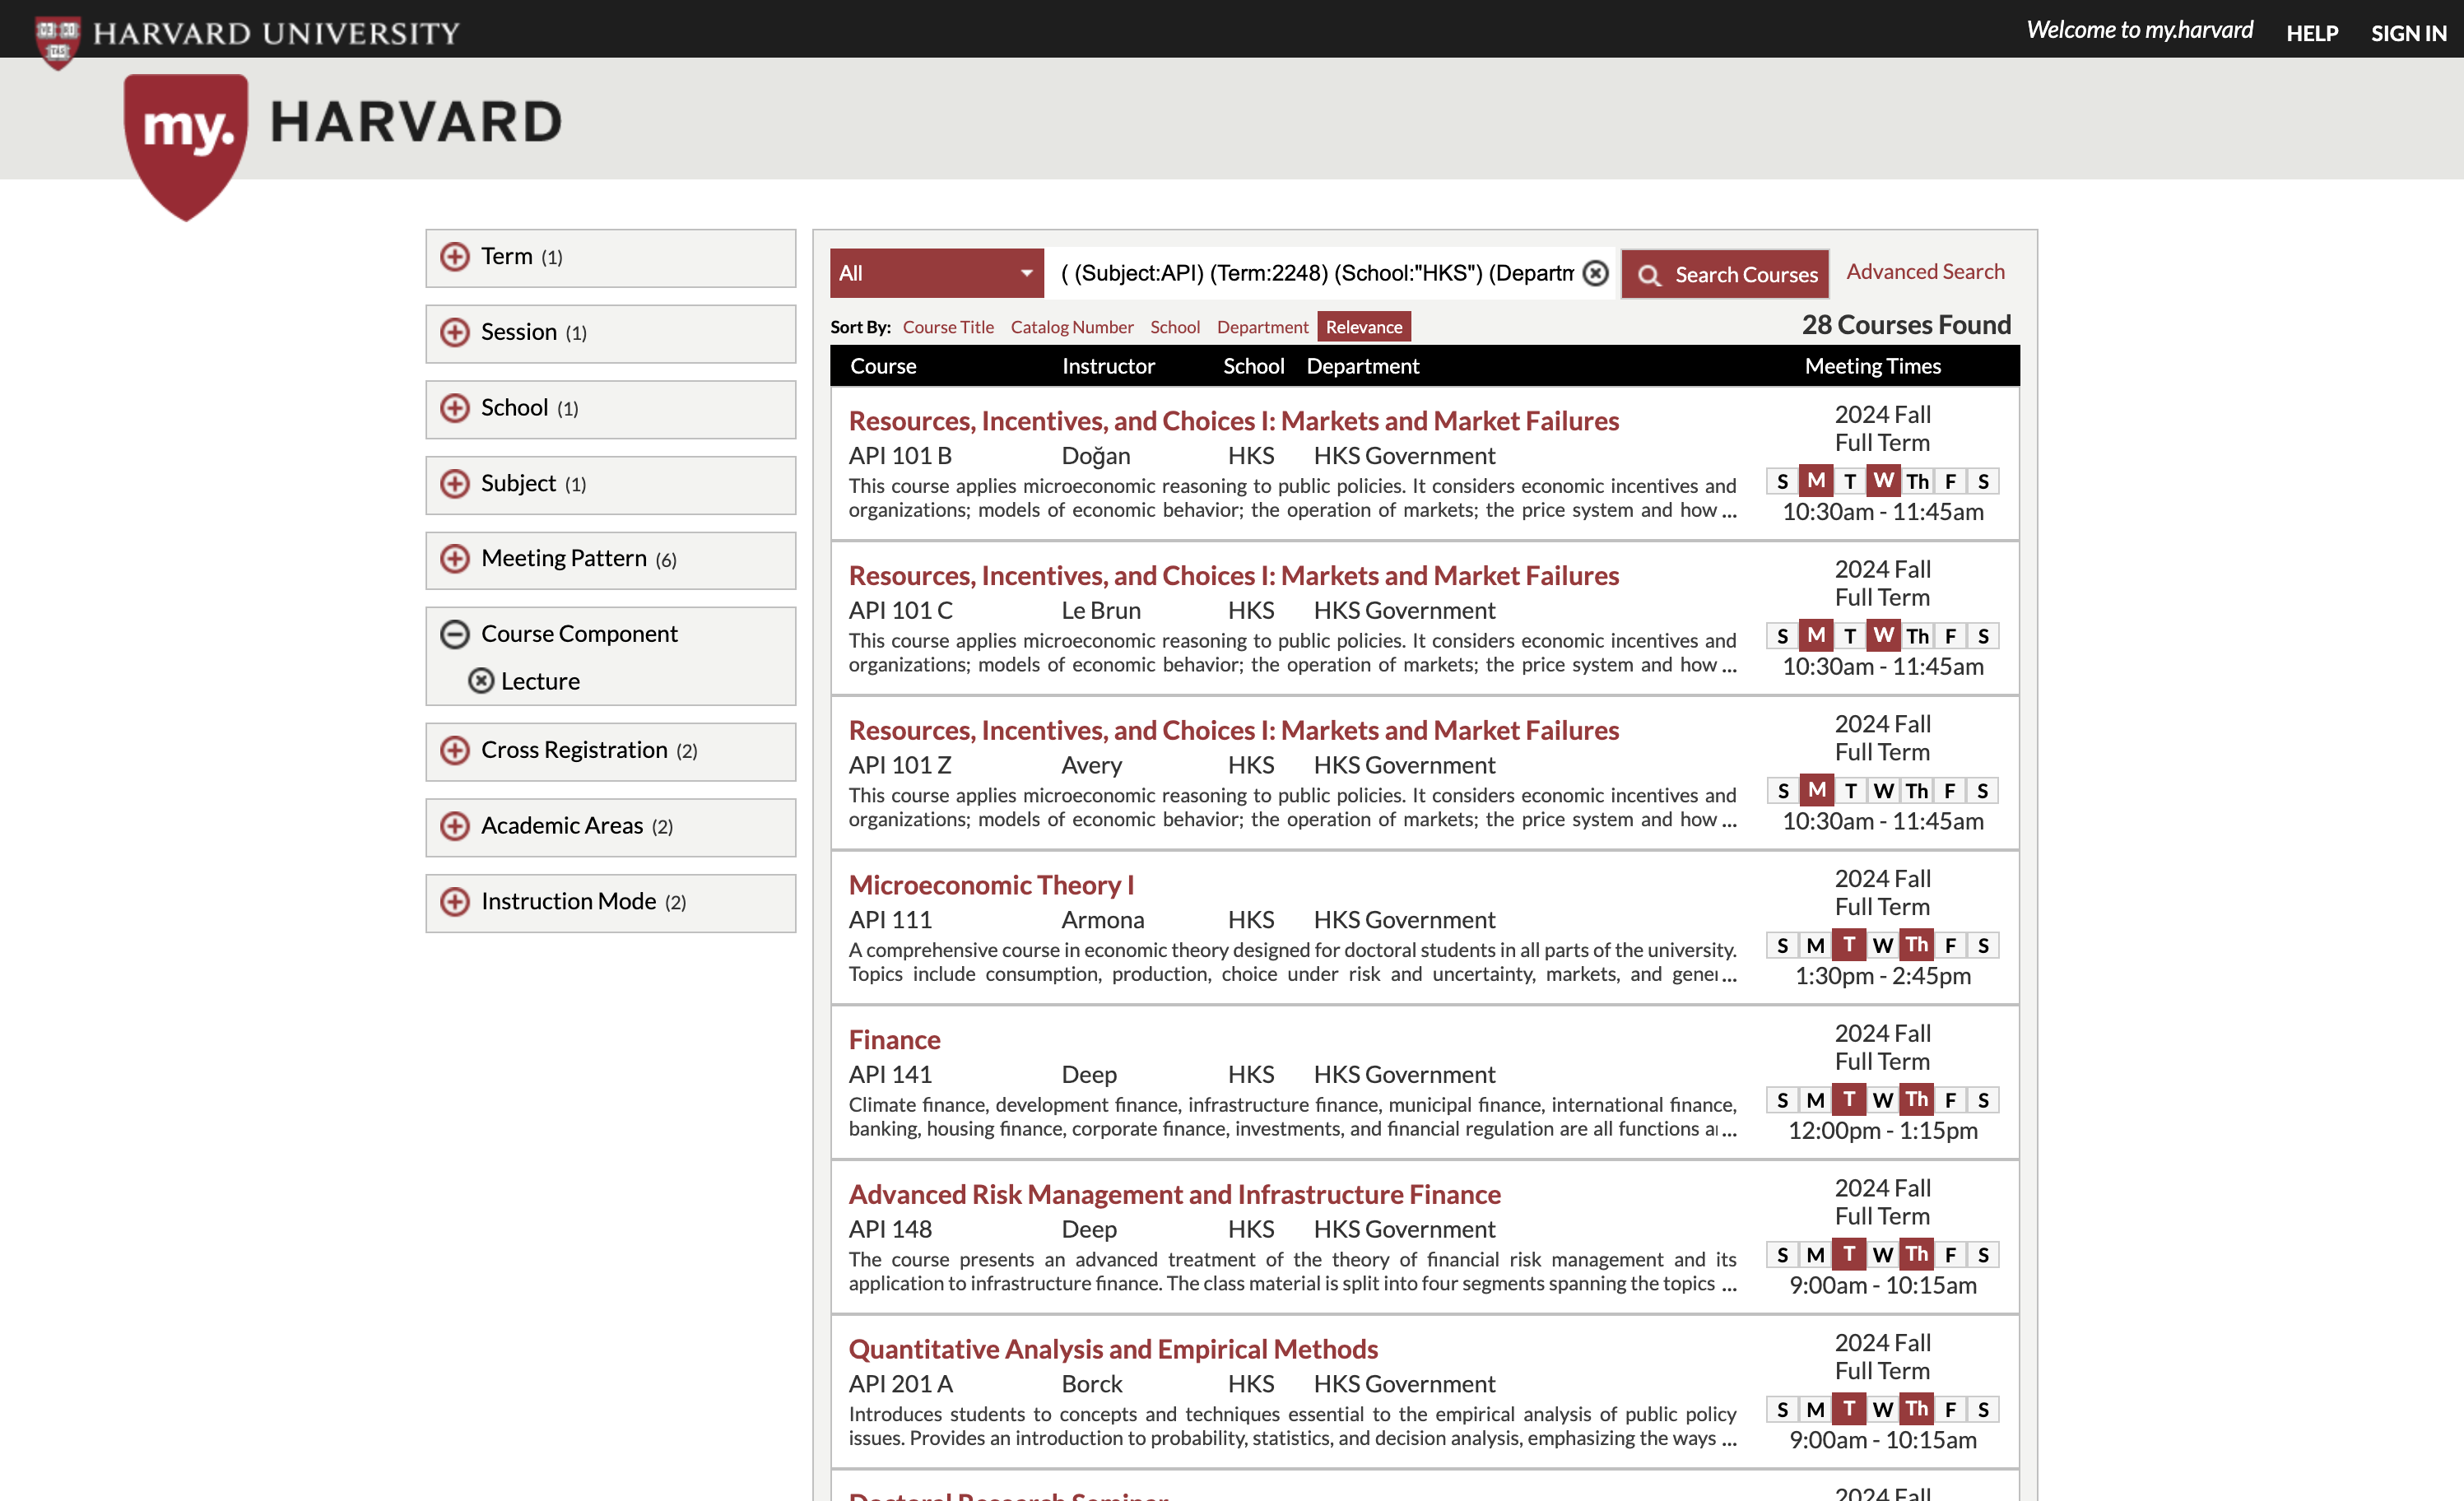 HARVARD UNIVERSITY
Welcome to my.harvard HELP SIGN IN
my. HARVARD
Term (1)
Session (1)
School (1)
Subject (1)
Meeting Pattern (6)
Course Component
Lecture
Cross Registration (2)
Academic Areas (2)
Instruction Mode (2)
All ( (Subject:API) (Term:2248) (School:"HKS") (Departm Search Courses Advanced Search
Sort By: Course Title Catalog Number School Department Relevance 28 Courses Found
Course Instructor School Department Meeting Times
Resources, Incentives, and Choices I: Markets and Market Failures
API 101 B Doğan HKS HKS Government
This course applies microeconomic reasoning to public policies. It considers economic incentives and
organizations; models of economic behavior; the operation of markets; the price system and how ...
2024 Fall
Full Term
S M T W Th F S
10:30am - 11:45am
Resources, Incentives, and Choices I: Markets and Market Failures
API 101 C Le Brun HKS HKS Government
This course applies microeconomic reasoning to public policies. It considers economic incentives and
organizations; models of economic behavior; the operation of markets; the price system and how ...
2024 Fall
Full Term
S M T W Th F S
10:30am - 11:45am
Resources, Incentives, and Choices I: Markets and Market Failures
API 101 Z Avery HKS HKS Government
This course applies microeconomic reasoning to public policies. It considers economic incentives and
organizations; models of economic behavior; the operation of markets; the price system and how ...
2024 Fall
Full Term
S M T W Th F S
10:30am - 11:45am
Microeconomic Theory I
API 111 Armona HKS HKS Government
A comprehensive course in economic theory designed for doctoral students in all parts of the university.
Topics include consumption, production, choice under risk and uncertainty, markets, and gener ...
2024 Fall
Full Term
S M T W Th F S
1:30pm - 2:45pm
Finance
API 141 Deep HKS HKS Government
Climate finance, development finance, infrastructure finance, municipal finance, international finance,
banking, housing finance, corporate finance, investments, and financial regulation are all functions a ...
2024 Fall
Full Term
S M T W Th F S
12:00pm - 1:15pm
Advanced Risk Management and Infrastructure Finance
API 148 Deep HKS HKS Government
The course presents an advanced treatment of the theory of financial risk management and its
application to infrastructure finance. The class material is split into four segments spanning the topics ...
2024 Fall
Full Term
S M T W Th F S
9:00am - 10:15am
Quantitative Analysis and Empirical Methods
API 201 A Borck HKS HKS Government
Introduces students to concepts and techniques essential to the empirical analysis of public policy
issues. Provides an introduction to probability, statistics, and decision analysis, emphasizing the ways ...
2024 Fall
Full Term
S M T W Th F S
9:00am - 10:15am
Doctoral Research Seminar
2024 Fall